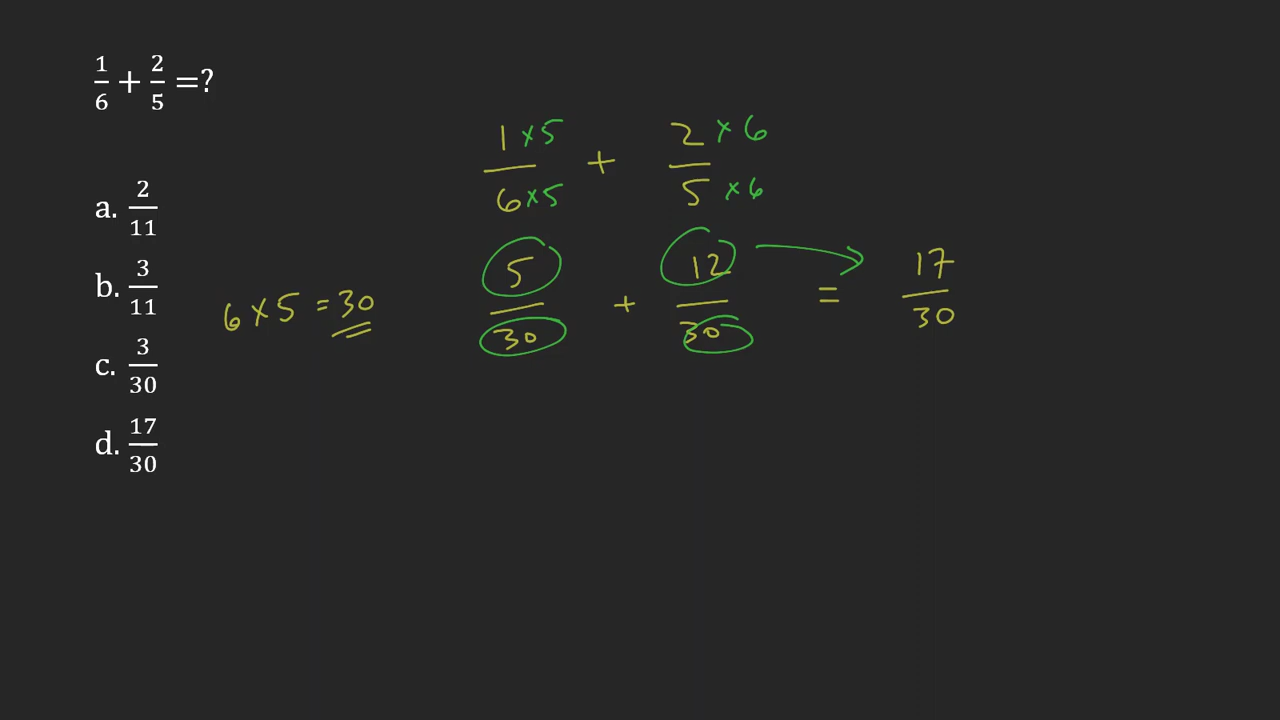 1/6 + 2/5 =?
1 ×5 / 6 ×5 + 2 ×6 / 5 ×6
a. 2/11
b. 3/11
6 × 5 = 30
5/30 + 12/30 = 17/30
c. 3/30
d. 17/30